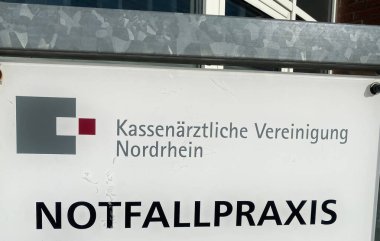 Kassenärztliche Vereinigung
Nordrhein
NOTFALLPRAXIS